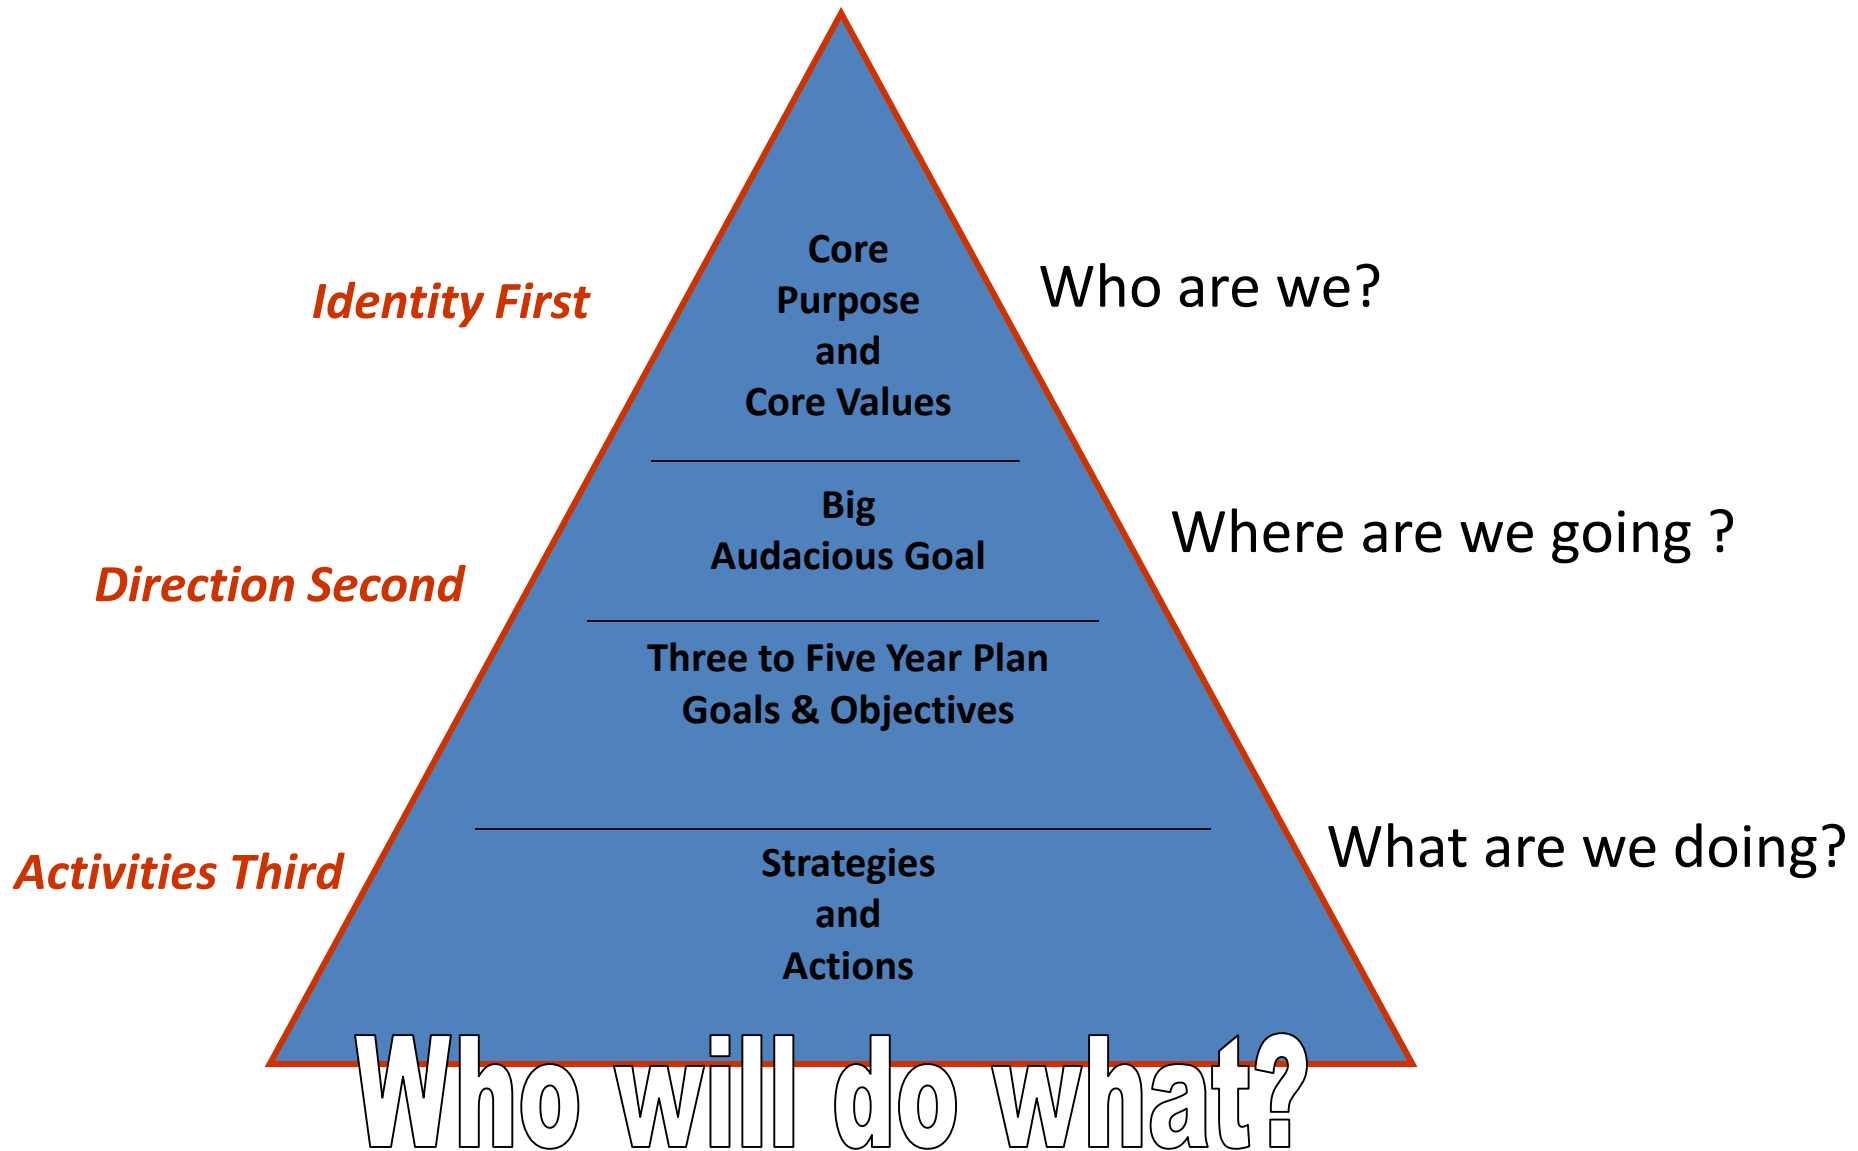 Core
Purpose
and
Core Values
Identity First
Who are we?
Big
Audacious Goal
Direction Second
Where are we going ?
Three to Five Year Plan
Goals & Objectives
Activities Third
What are we doing?
Strategies
and
Actions
Who will do what?